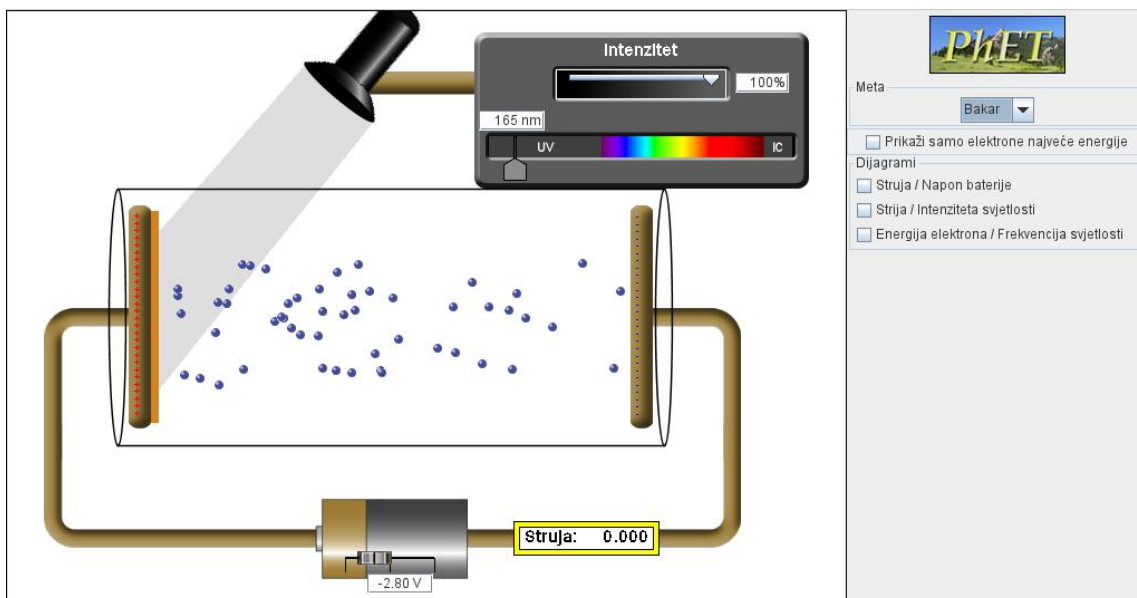 Intenzitet
100%
165 nm
UV
IC
Struja: 0.000
-2.80 V
PhET
Meta
Bakar
Prikaži samo elektrone najveće energije
Dijagrami
Struja / Napon baterije
Strija / Intenziteta svjetlosti
Energija elektrona / Frekvencija svjetlosti